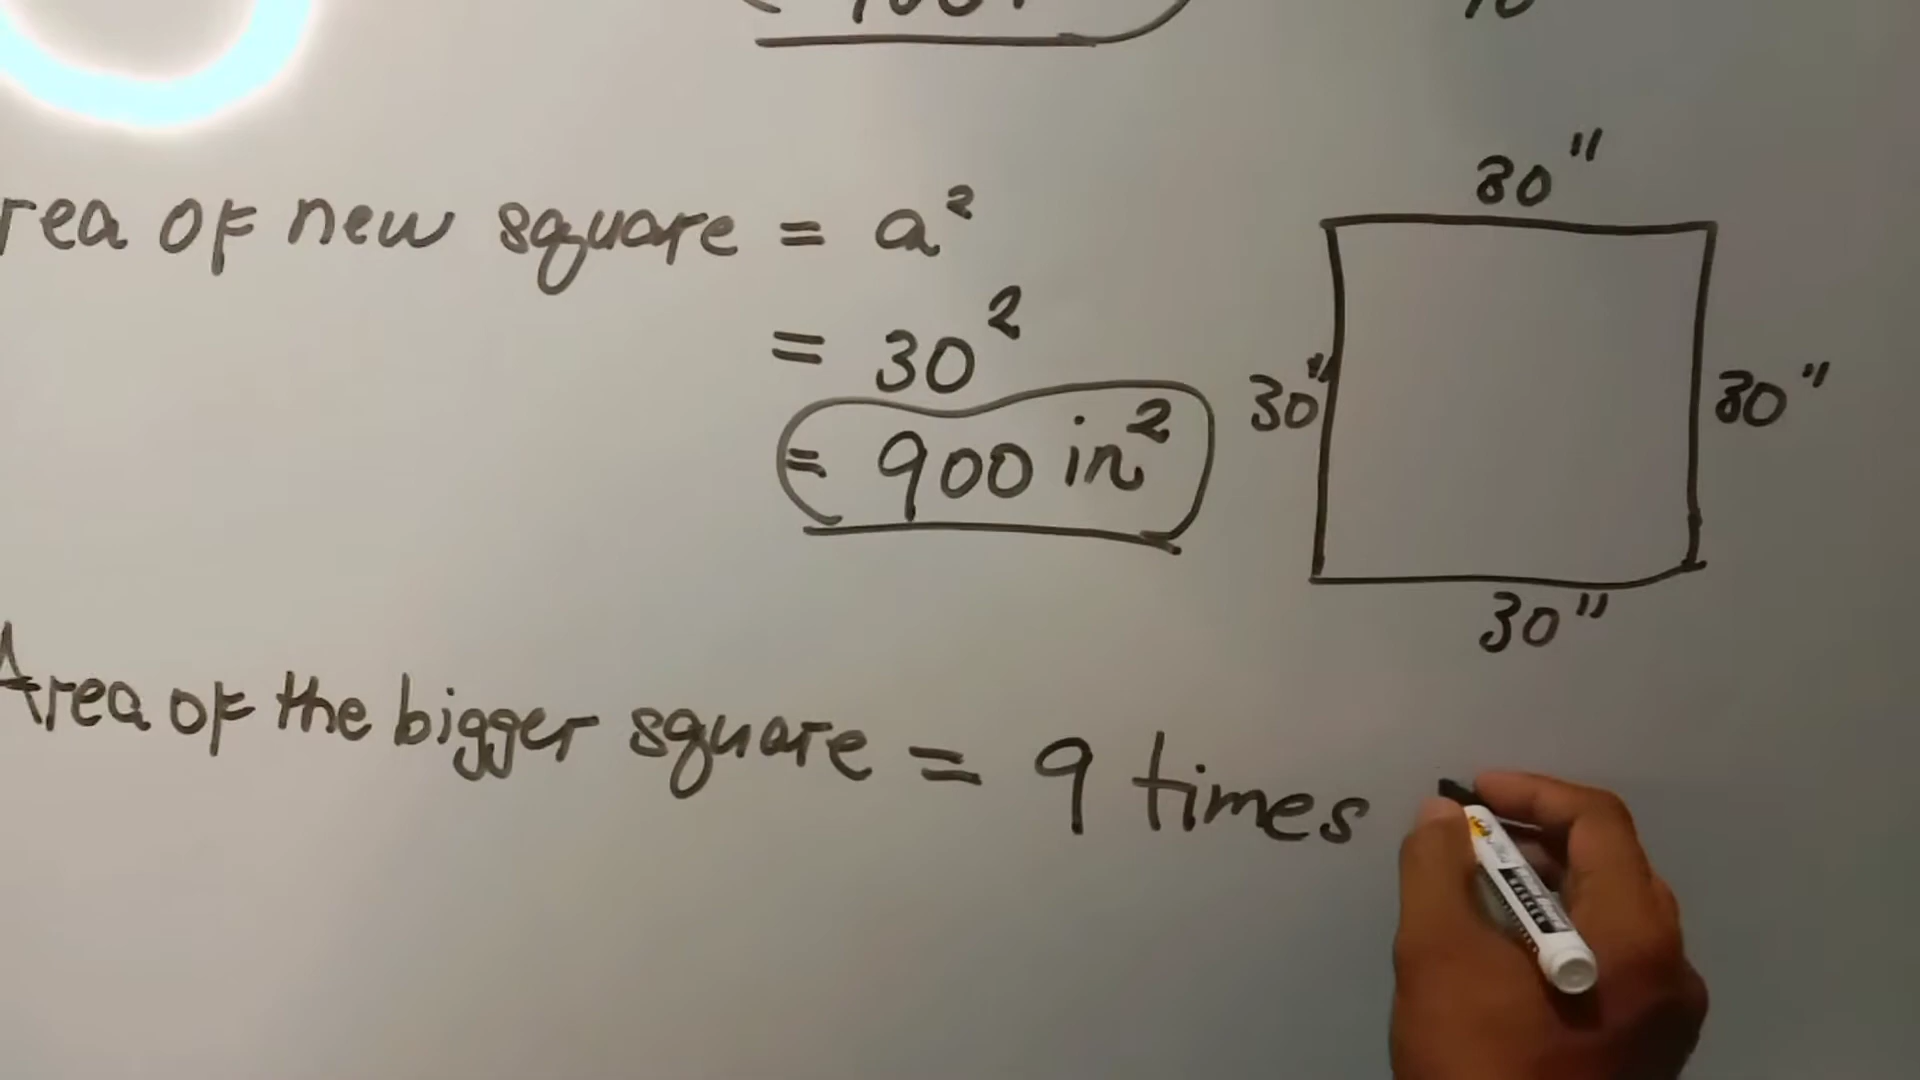 rea of new square = a²
= 30²
= 900 in²
30"
30"
30"
30"
Area of the bigger square = 9 times